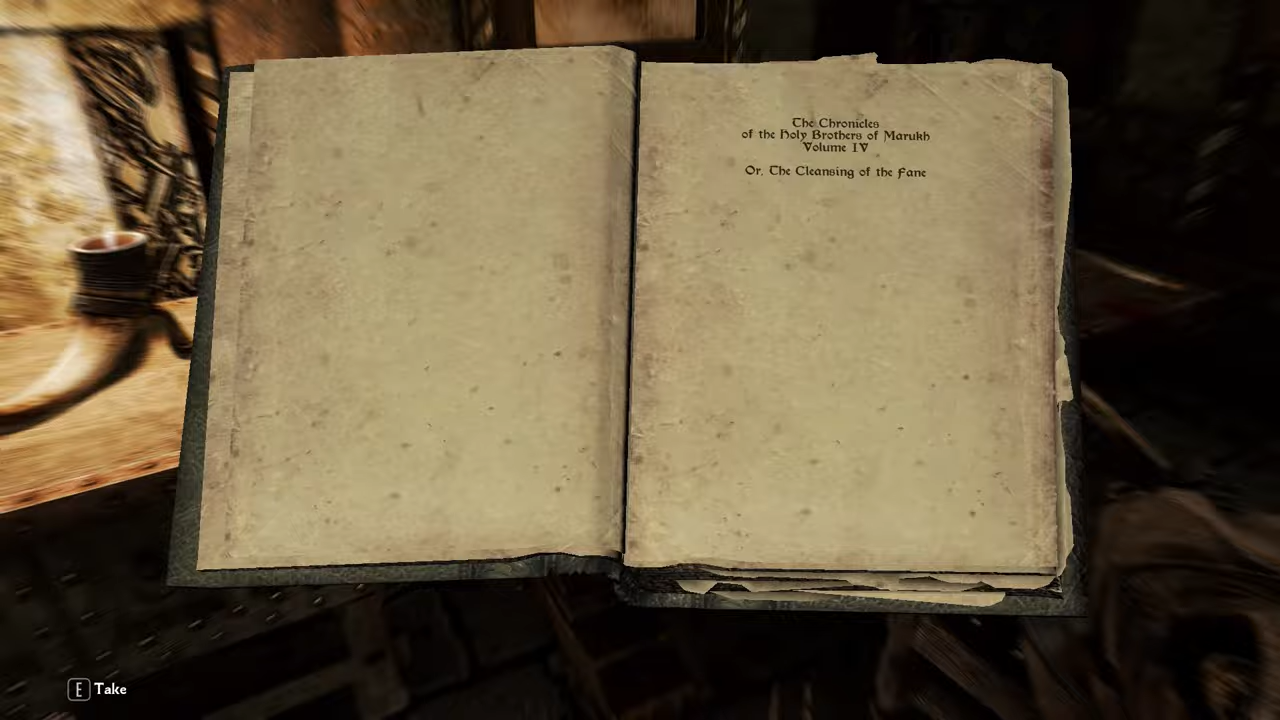 The Chronicles
of the Holy Brothers of Marukh
Volume IV
Or, The Cleansing of the Fane
E Take